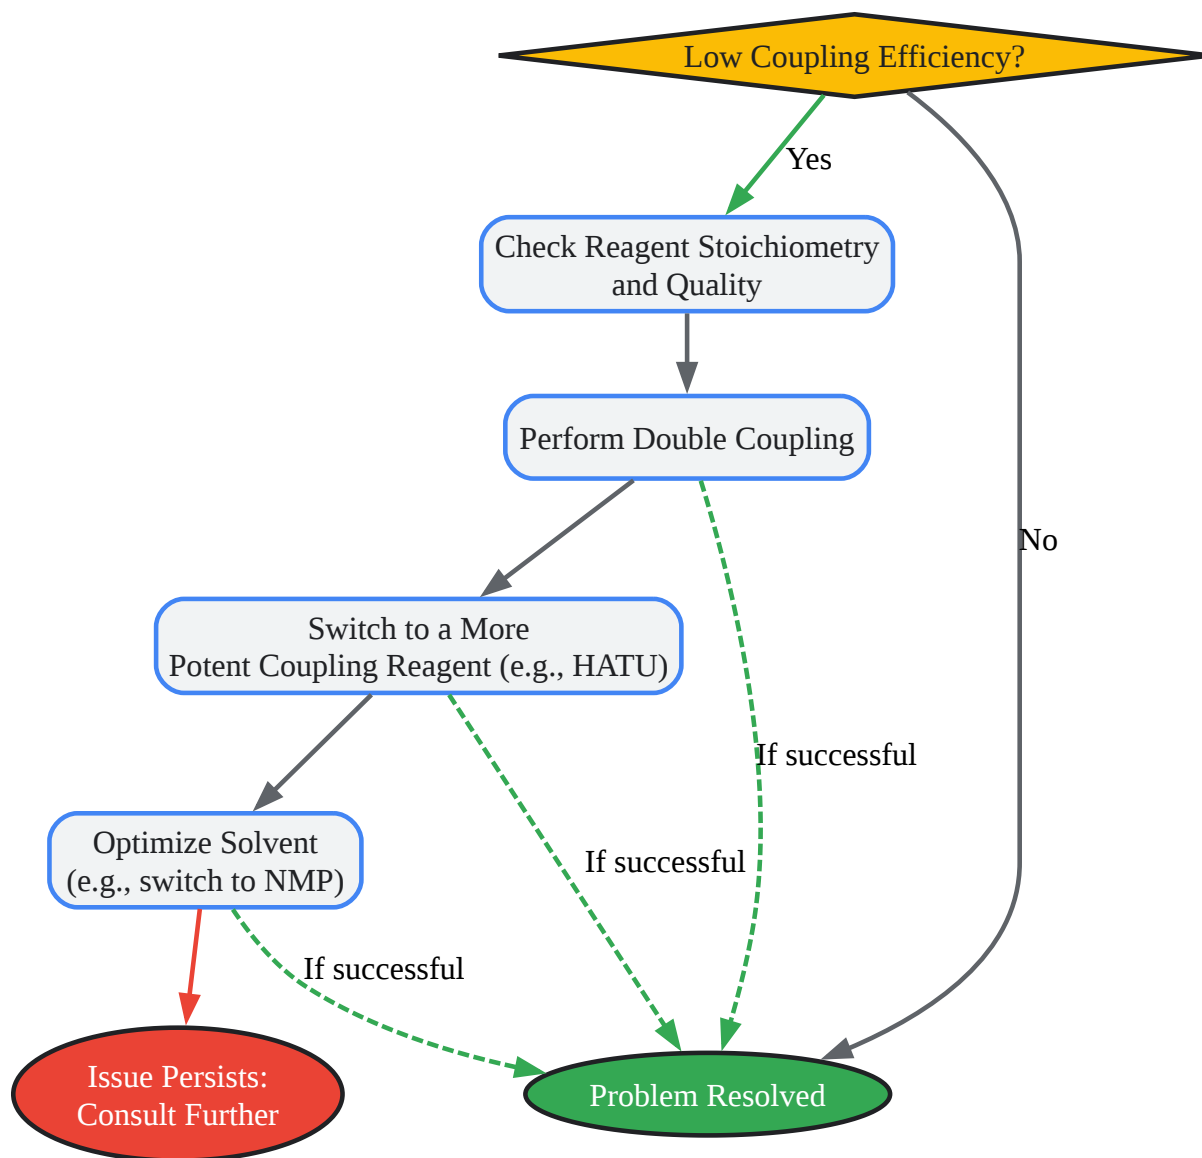 Low Coupling Efficiency?
Yes
Check Reagent Stoichiometry
and Quality
Perform Double Coupling
No
Switch to a More
Potent Coupling Reagent (e.g., HATU)
If successful
Optimize Solvent
(e.g., switch to NMP)
If successful
If successful
Issue Persists:
Consult Further
Problem Resolved